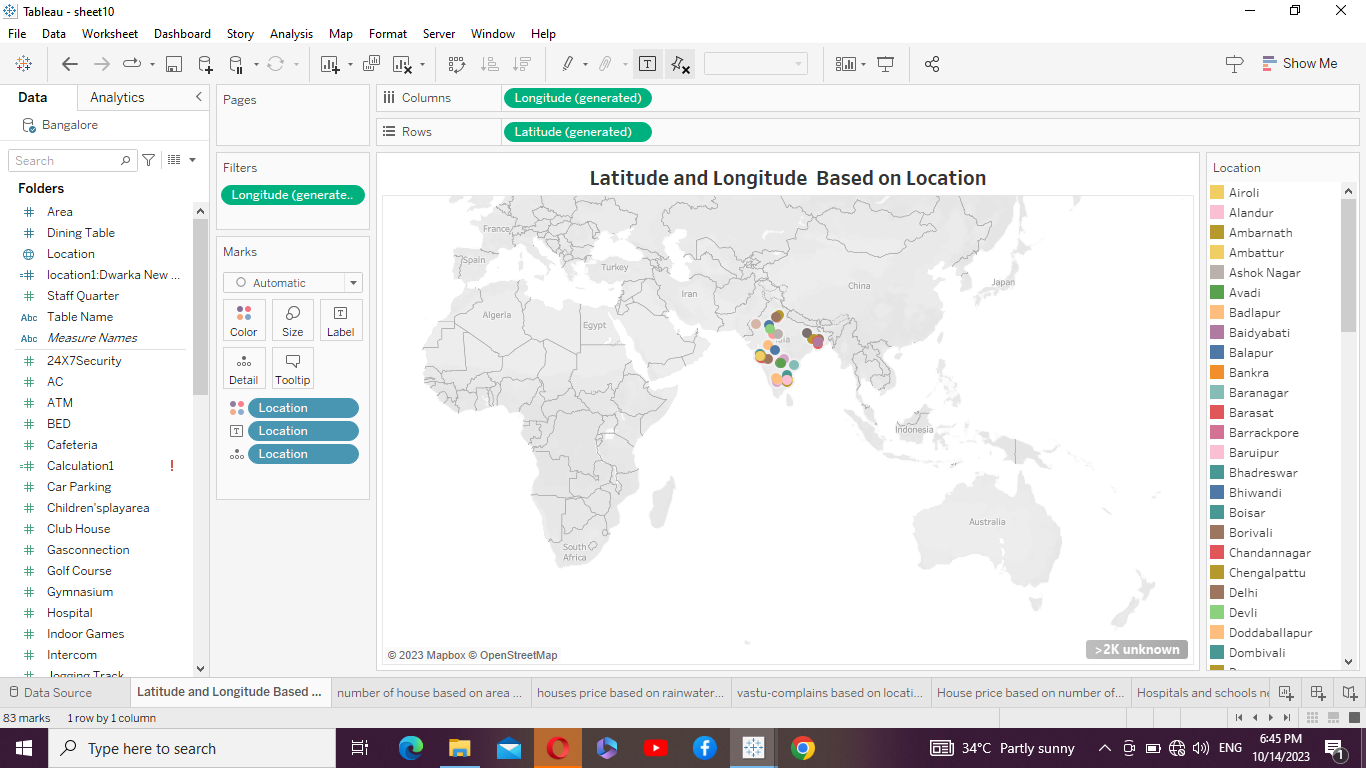 Tableau - sheet10
File Data Worksheet Dashboard Story Analysis Map Format Server Window Help
Show Me
Data Analytics
Bangalore
Search
Folders
Area
Dining Table
Location
location1:Dwarka New ...
Staff Quarter
Abc Table Name
Abc Measure Names
24X7Security
AC
ATM
BED
Cafeteria
Calculation1 !
Car Parking
Children'splayarea
Club House
Gasconnection
Golf Course
Gymnasium
Hospital
Indoor Games
Intercom
Jogging Track
Pages
Filters
Longitude (generate..
Marks
Automatic
Color Size Label
Detail Tooltip
Location
Location
Location
Columns Longitude (generated)
Rows Latitude (generated)
Latitude and Longitude Based on Location
France
Spain
Turkey
Iran
China
Japan
Algeria
Egypt
Indonesia
Australia
South
Africa
© 2023 Mapbox © OpenStreetMap
>2K unknown
Location
Airoli
Alandur
Ambarnath
Ambattur
Ashok Nagar
Avadi
Badlapur
Baidyabati
Balapur
Bankra
Baranagar
Barasat
Barrackpore
Baruipur
Bhadreswar
Bhiwandi
Boisar
Borivali
Chandannagar
Chengalpattu
Delhi
Devli
Doddaballapur
Dombivali
Data Source Latitude and Longitude Based ... number of house based on area ... houses price based on rainwater... vastu-complains based on locati... House price based on number of... Hospitals and schools ne
83 marks 1 row by 1 column
Type here to search
34°C Partly sunny
ENG
6:45 PM
10/14/2023
1